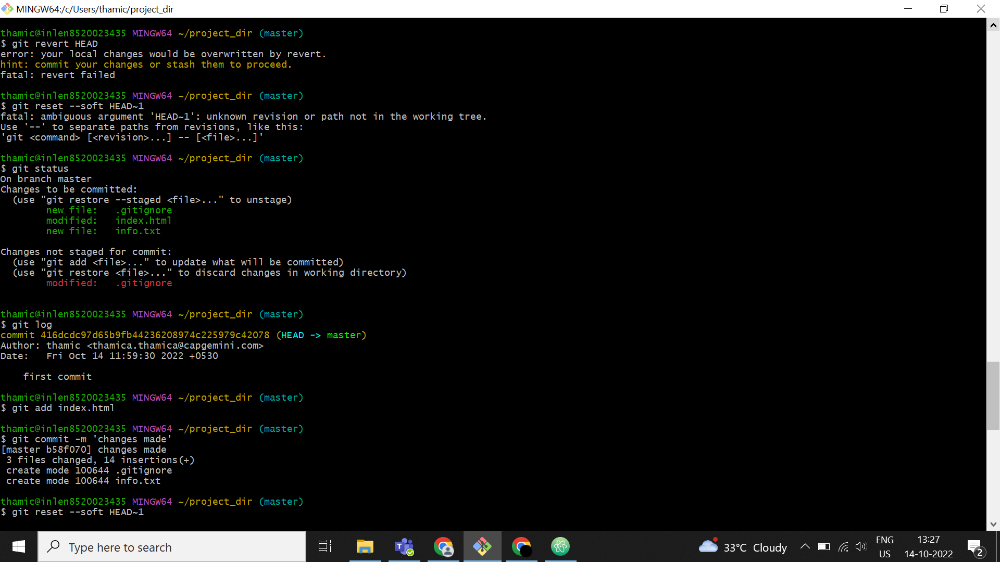 MINGW64:/c/Users/thamic/project_dir
thamic@inlen8520023435 MINGW64 ~/project_dir (master)
$ git revert HEAD
error: your local changes would be overwritten by revert.
hint: commit your changes or stash them to proceed.
fatal: revert failed
thamic@inlen8520023435 MINGW64 ~/project_dir (master)
$ git reset --soft HEAD~1
fatal: ambiguous argument 'HEAD~1': unknown revision or path not in the working tree.
Use '--' to separate paths from revisions, like this:
'git <command> [<revision>...] -- [<file>...]'
thamic@inlen8520023435 MINGW64 ~/project_dir (master)
$ git status
On branch master
Changes to be committed:
  (use "git restore --staged <file>..." to unstage)
        new file:   .gitignore
        modified:   index.html
        new file:   info.txt
Changes not staged for commit:
  (use "git add <file>..." to update what will be committed)
  (use "git restore <file>..." to discard changes in working directory)
        modified:   .gitignore
thamic@inlen8520023435 MINGW64 ~/project_dir (master)
$ git log
commit 416dcdc97d65b9fb44236208974c225979c42078 (HEAD -> master)
Author: thamic <thamica.thamica@capgemini.com>
Date:   Fri Oct 14 11:59:30 2022 +0530
    first commit
thamic@inlen8520023435 MINGW64 ~/project_dir (master)
$ git add index.html
thamic@inlen8520023435 MINGW64 ~/project_dir (master)
$ git commit -m 'changes made'
[master b58f070] changes made
 3 files changed, 14 insertions(+)
 create mode 100644 .gitignore
 create mode 100644 info.txt
thamic@inlen8520023435 MINGW64 ~/project_dir (master)
$ git reset --soft HEAD~1
Type here to search
33°C Cloudy
ENG
US
13:27
14-10-2022
2